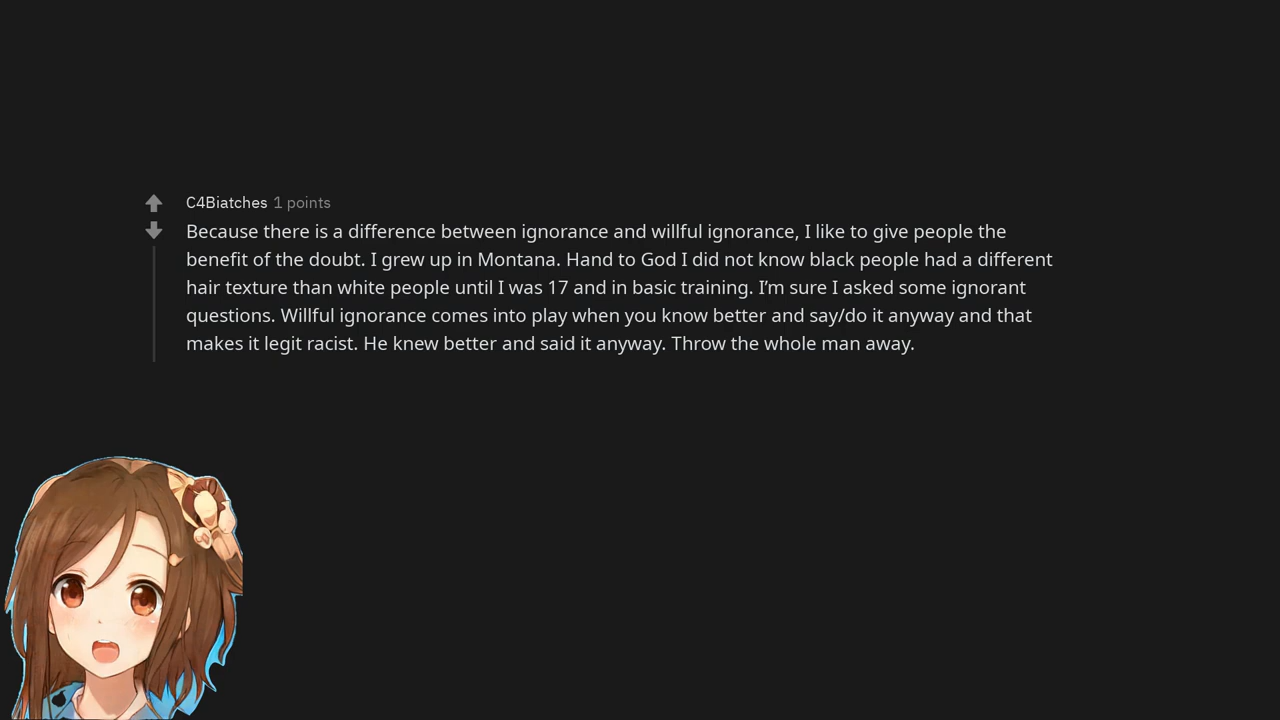 C4Biatches 1 points
Because there is a difference between ignorance and willful ignorance, I like to give people the
benefit of the doubt. I grew up in Montana. Hand to God I did not know black people had a different
hair texture than white people until I was 17 and in basic training. I’m sure I asked some ignorant
questions. Willful ignorance comes into play when you know better and say/do it anyway and that
makes it legit racist. He knew better and said it anyway. Throw the whole man away.